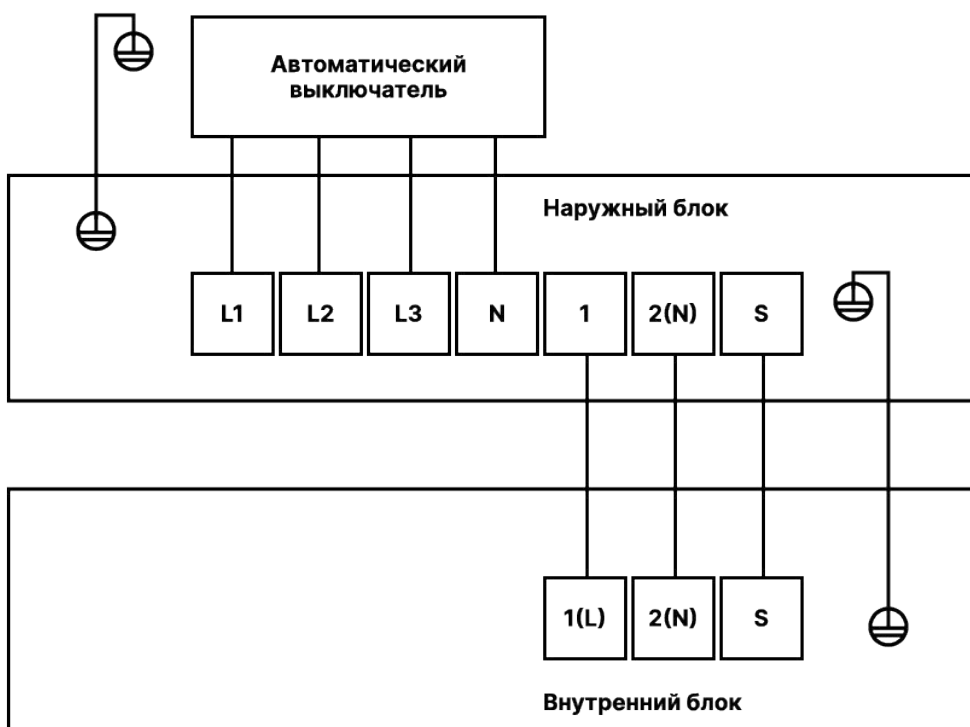 Автоматический
выключатель
Наружный блок
L1 L2 L3 N 1 2(N) S
1(L) 2(N) S
Внутренний блок